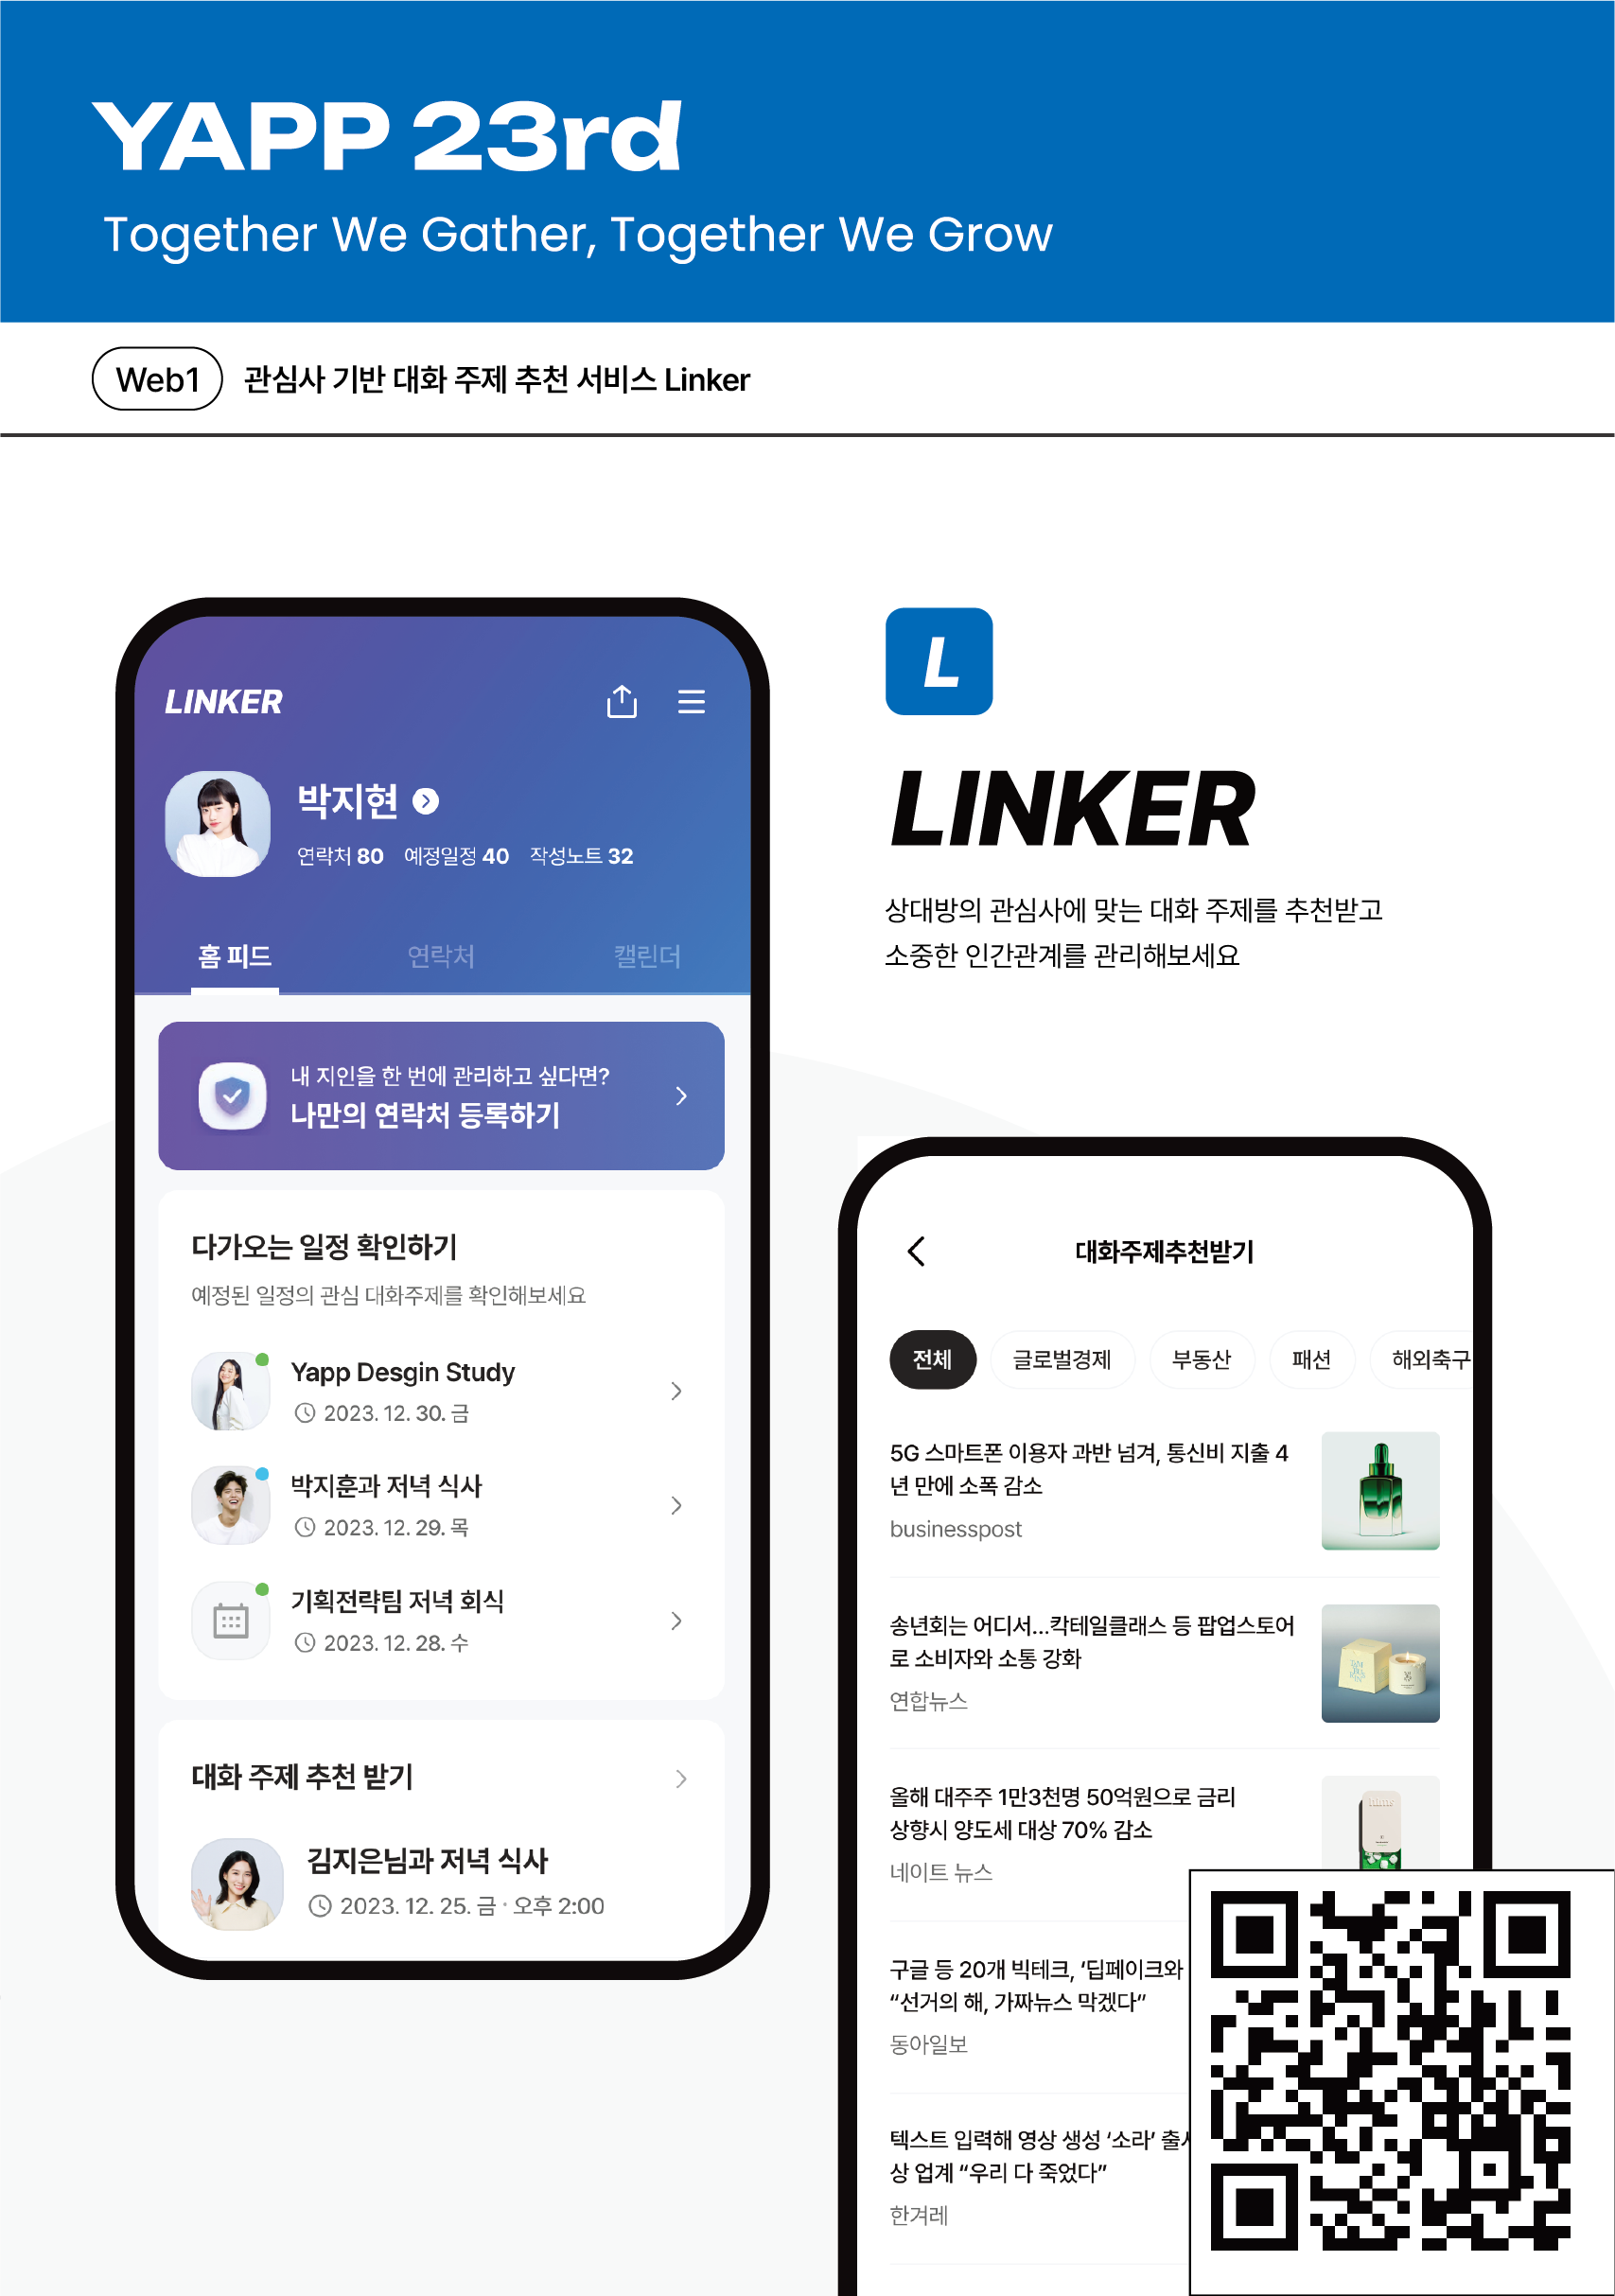 YAPP 23rd
Together We Gather, Together We Grow
Web1 관심사 기반 대화 주제 추천 서비스 Linker
LINKER
박지현
연락처 80 예정일정 40 작성노트 32
홈 피드 연락처 캘린더
내 지인을 한 번에 관리하고 싶다면?
나만의 연락처 등록하기
다가오는 일정 확인하기
예정된 일정의 관심 대화주제를 확인해보세요
Yapp Desgin Study
2023. 12. 30. 금
박지훈과 저녁 식사
2023. 12. 29. 목
기획전략팀 저녁 회식
2023. 12. 28. 수
대화 주제 추천 받기
김지은님과 저녁 식사
2023. 12. 25. 금 · 오후 2:00
L
LINKER
상대방의 관심사에 맞는 대화 주제를 추천받고
소중한 인간관계를 관리해보세요
대화주제추천받기
전체 글로벌경제 부동산 패션 해외축구
5G 스마트폰 이용자 과반 넘겨, 통신비 지출 4
년 만에 소폭 감소
businesspost
송년회는 어디서...칵테일클래스 등 팝업스토어
로 소비자와 소통 강화
연합뉴스
올해 대주주 1만3천명 50억원으로 금리
상향시 양도세 대상 70% 감소
네이트 뉴스
구글 등 20개 빅테크, ‘딥페이크와
“선거의 해, 가짜뉴스 막겠다”
동아일보
텍스트 입력해 영상 생성 ‘소라’
상 업계 “우리 다 죽었다”
한겨레